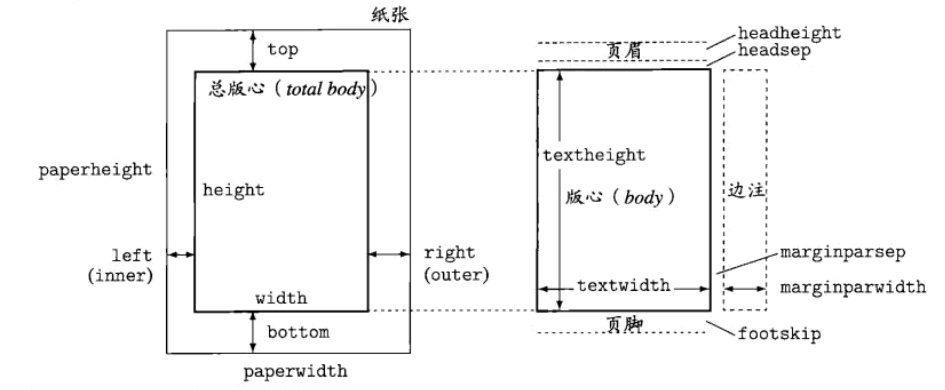 纸张
top
总版心（total body）
paperheight
height
left
(inner)
right
(outer)
width
bottom
paperwidth
headheight
页眉
headsep
textheight
版心（body）
边注
marginparsep
textwidth
marginparwidth
页脚
footskip